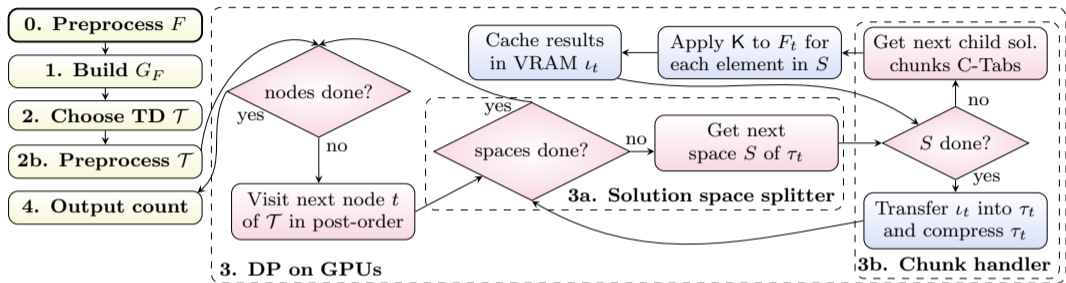 0. Preprocess F
1. Build G_F
2. Choose TD 𝒯
2b. Preprocess 𝒯
4. Output count
nodes done?
yes
no
Visit next node t
of 𝒯 in post-order
3. DP on GPUs
spaces done?
yes
no
Get next
space S of τ_t
3a. Solution space splitter
Cache results
in VRAM ι_t
Apply K to F_t for
each element in S
Get next child sol.
chunks C-Tabs
no
S done?
yes
Transfer ι_t into τ_t
and compress τ_t
3b. Chunk handler